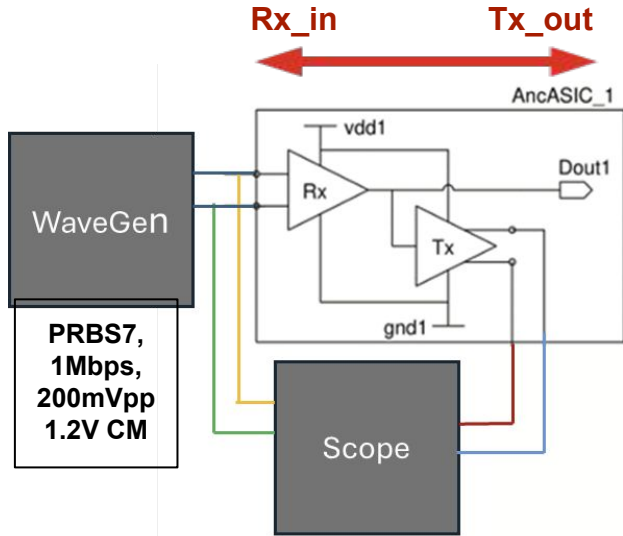 Rx_in
Tx_out
AncASIC_1
vdd1
Dout1
Rx
WaveGen
Tx
gnd1
PRBS7,
1Mbps,
200mVpp
1.2V CM
Scope